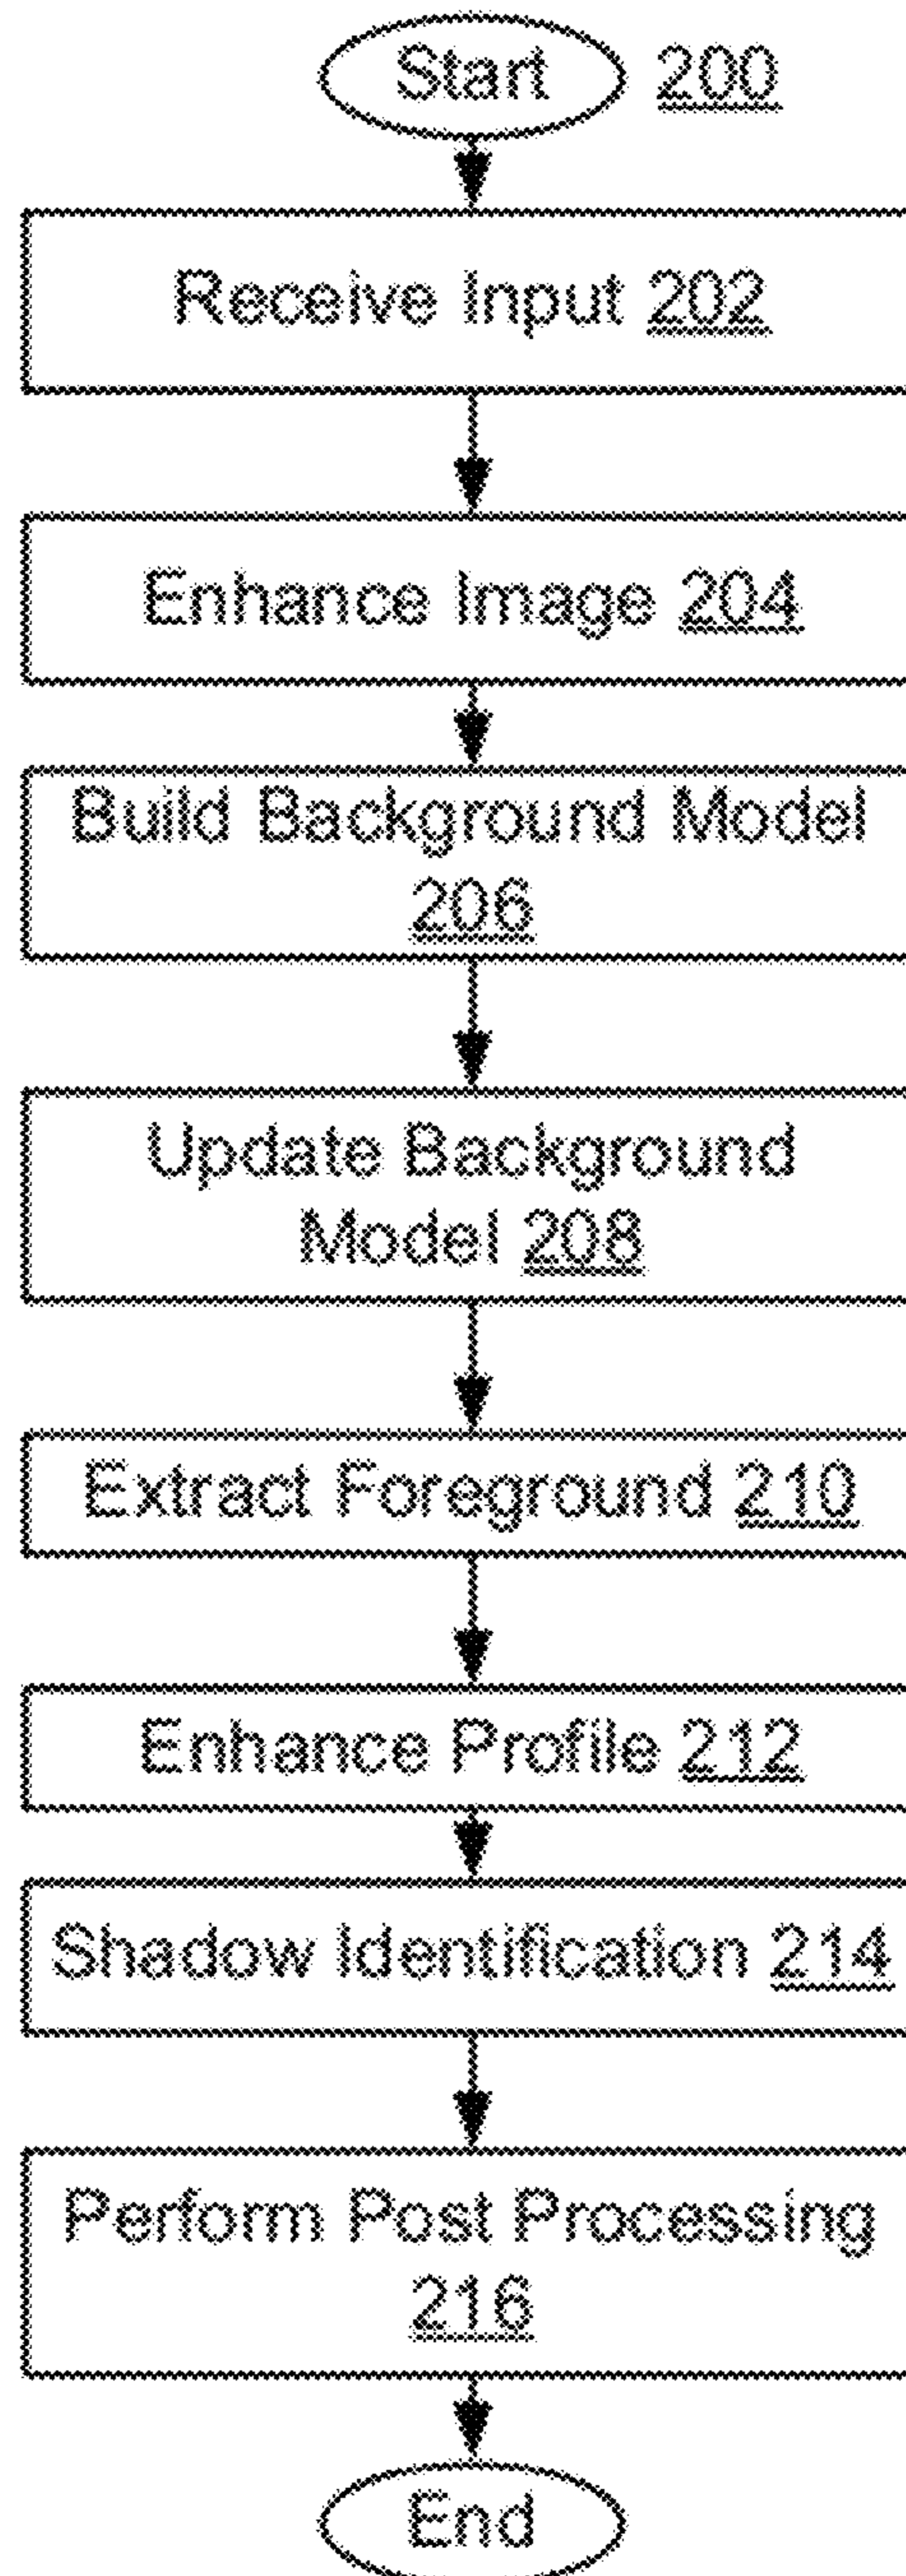 Start 200
Receive Input 202
Enhance Image 204
Build Background Model
206
Update Background
Model 208
Extract Foreground 210
Enhance Profile 212
Shadow Identification 214
Perform Post Processing
216
End